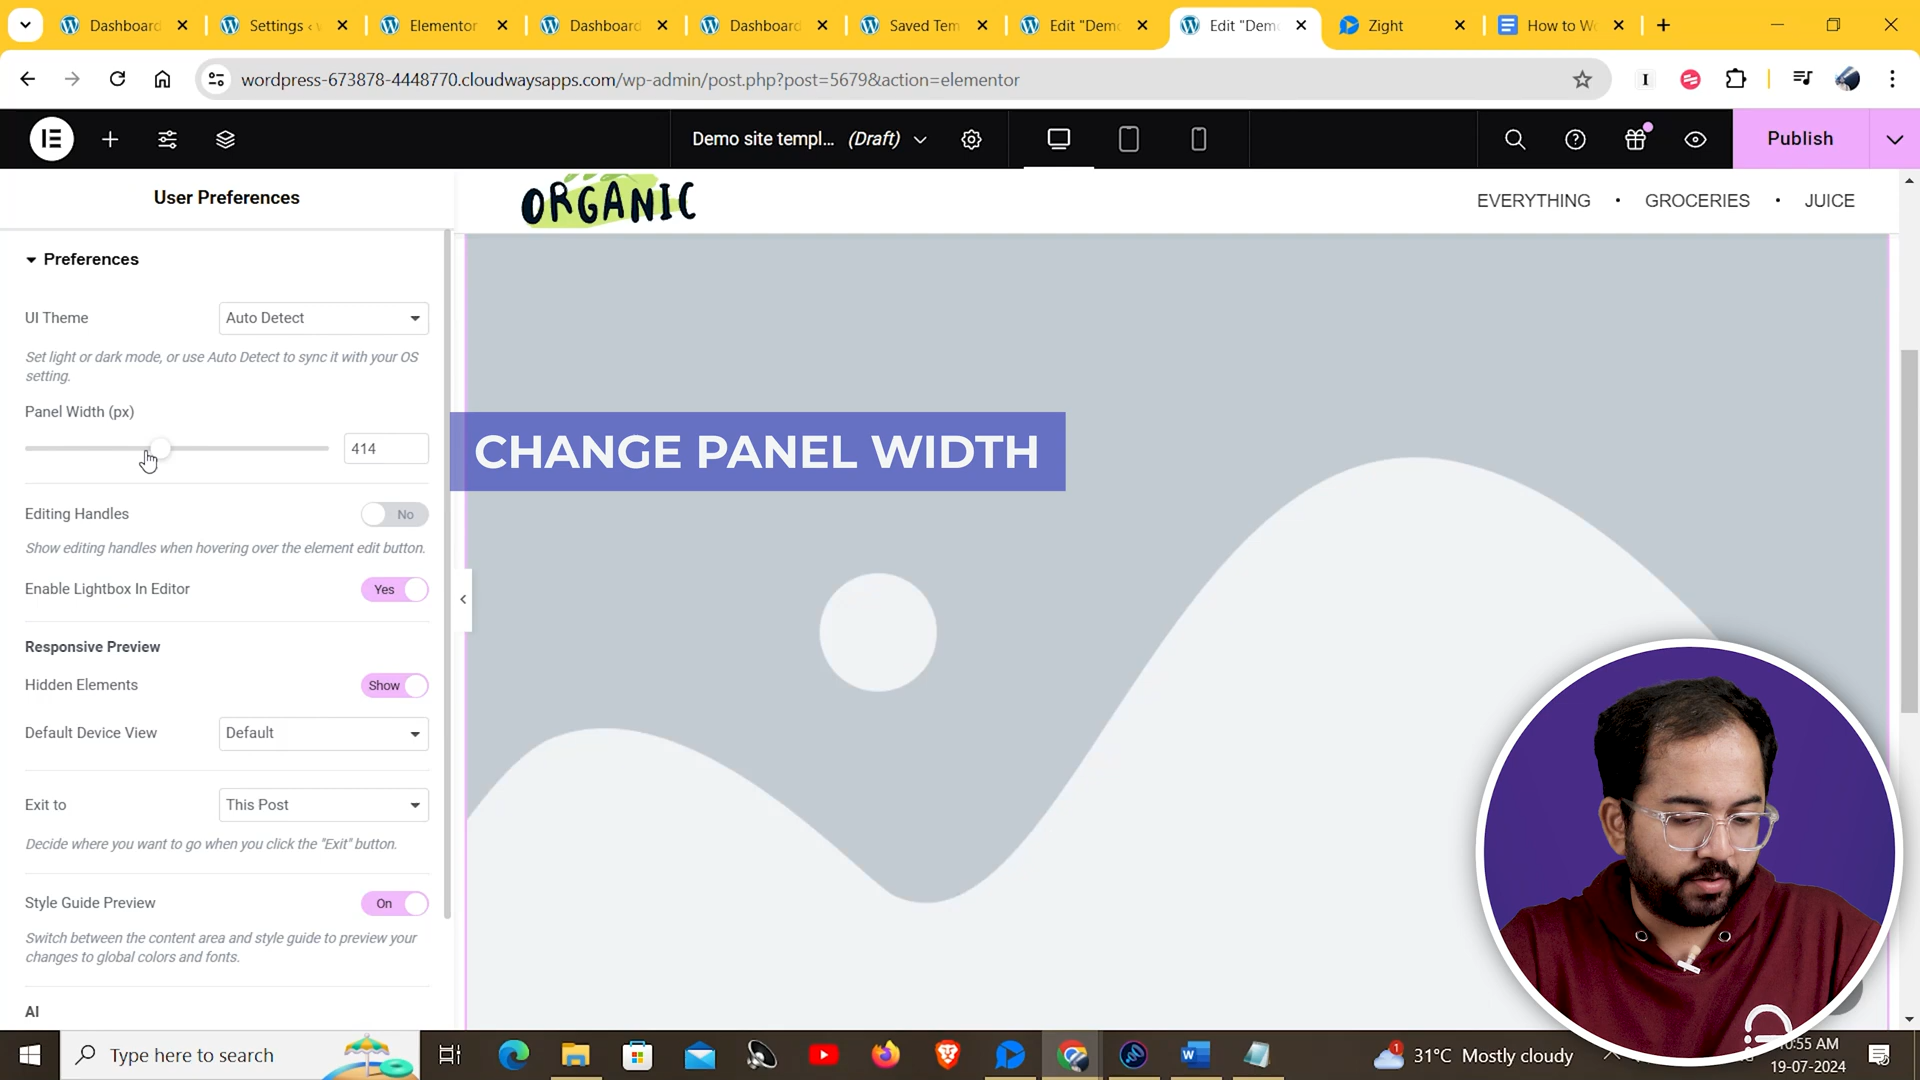 Dashboard
Settings ‹ w
Elementor
Dashboard
Dashboard
Saved Tem
Edit "Demo
Edit "Demo
Zight
How to Wo
wordpress-673878-4448770.cloudwaysapps.com/wp-admin/post.php?post=5679&action=elementor
Demo site templ... (Draft)
Publish
User Preferences
ORGANIC
EVERYTHING • GROCERIES • JUICE
Preferences
UI Theme
Auto Detect
Set light or dark mode, or use Auto Detect to sync it with your OS
setting.
Panel Width (px)
414
CHANGE PANEL WIDTH
Editing Handles
No
Show editing handles when hovering over the element edit button.
Enable Lightbox In Editor
Yes
Responsive Preview
Hidden Elements
Show
Default Device View
Default
Exit to
This Post
Decide where you want to go when you click the "Exit" button.
Style Guide Preview
On
Switch between the content area and style guide to preview your
changes to global colors and fonts.
AI
Type here to search
31°C Mostly cloudy
:55 AM
19-07-2024